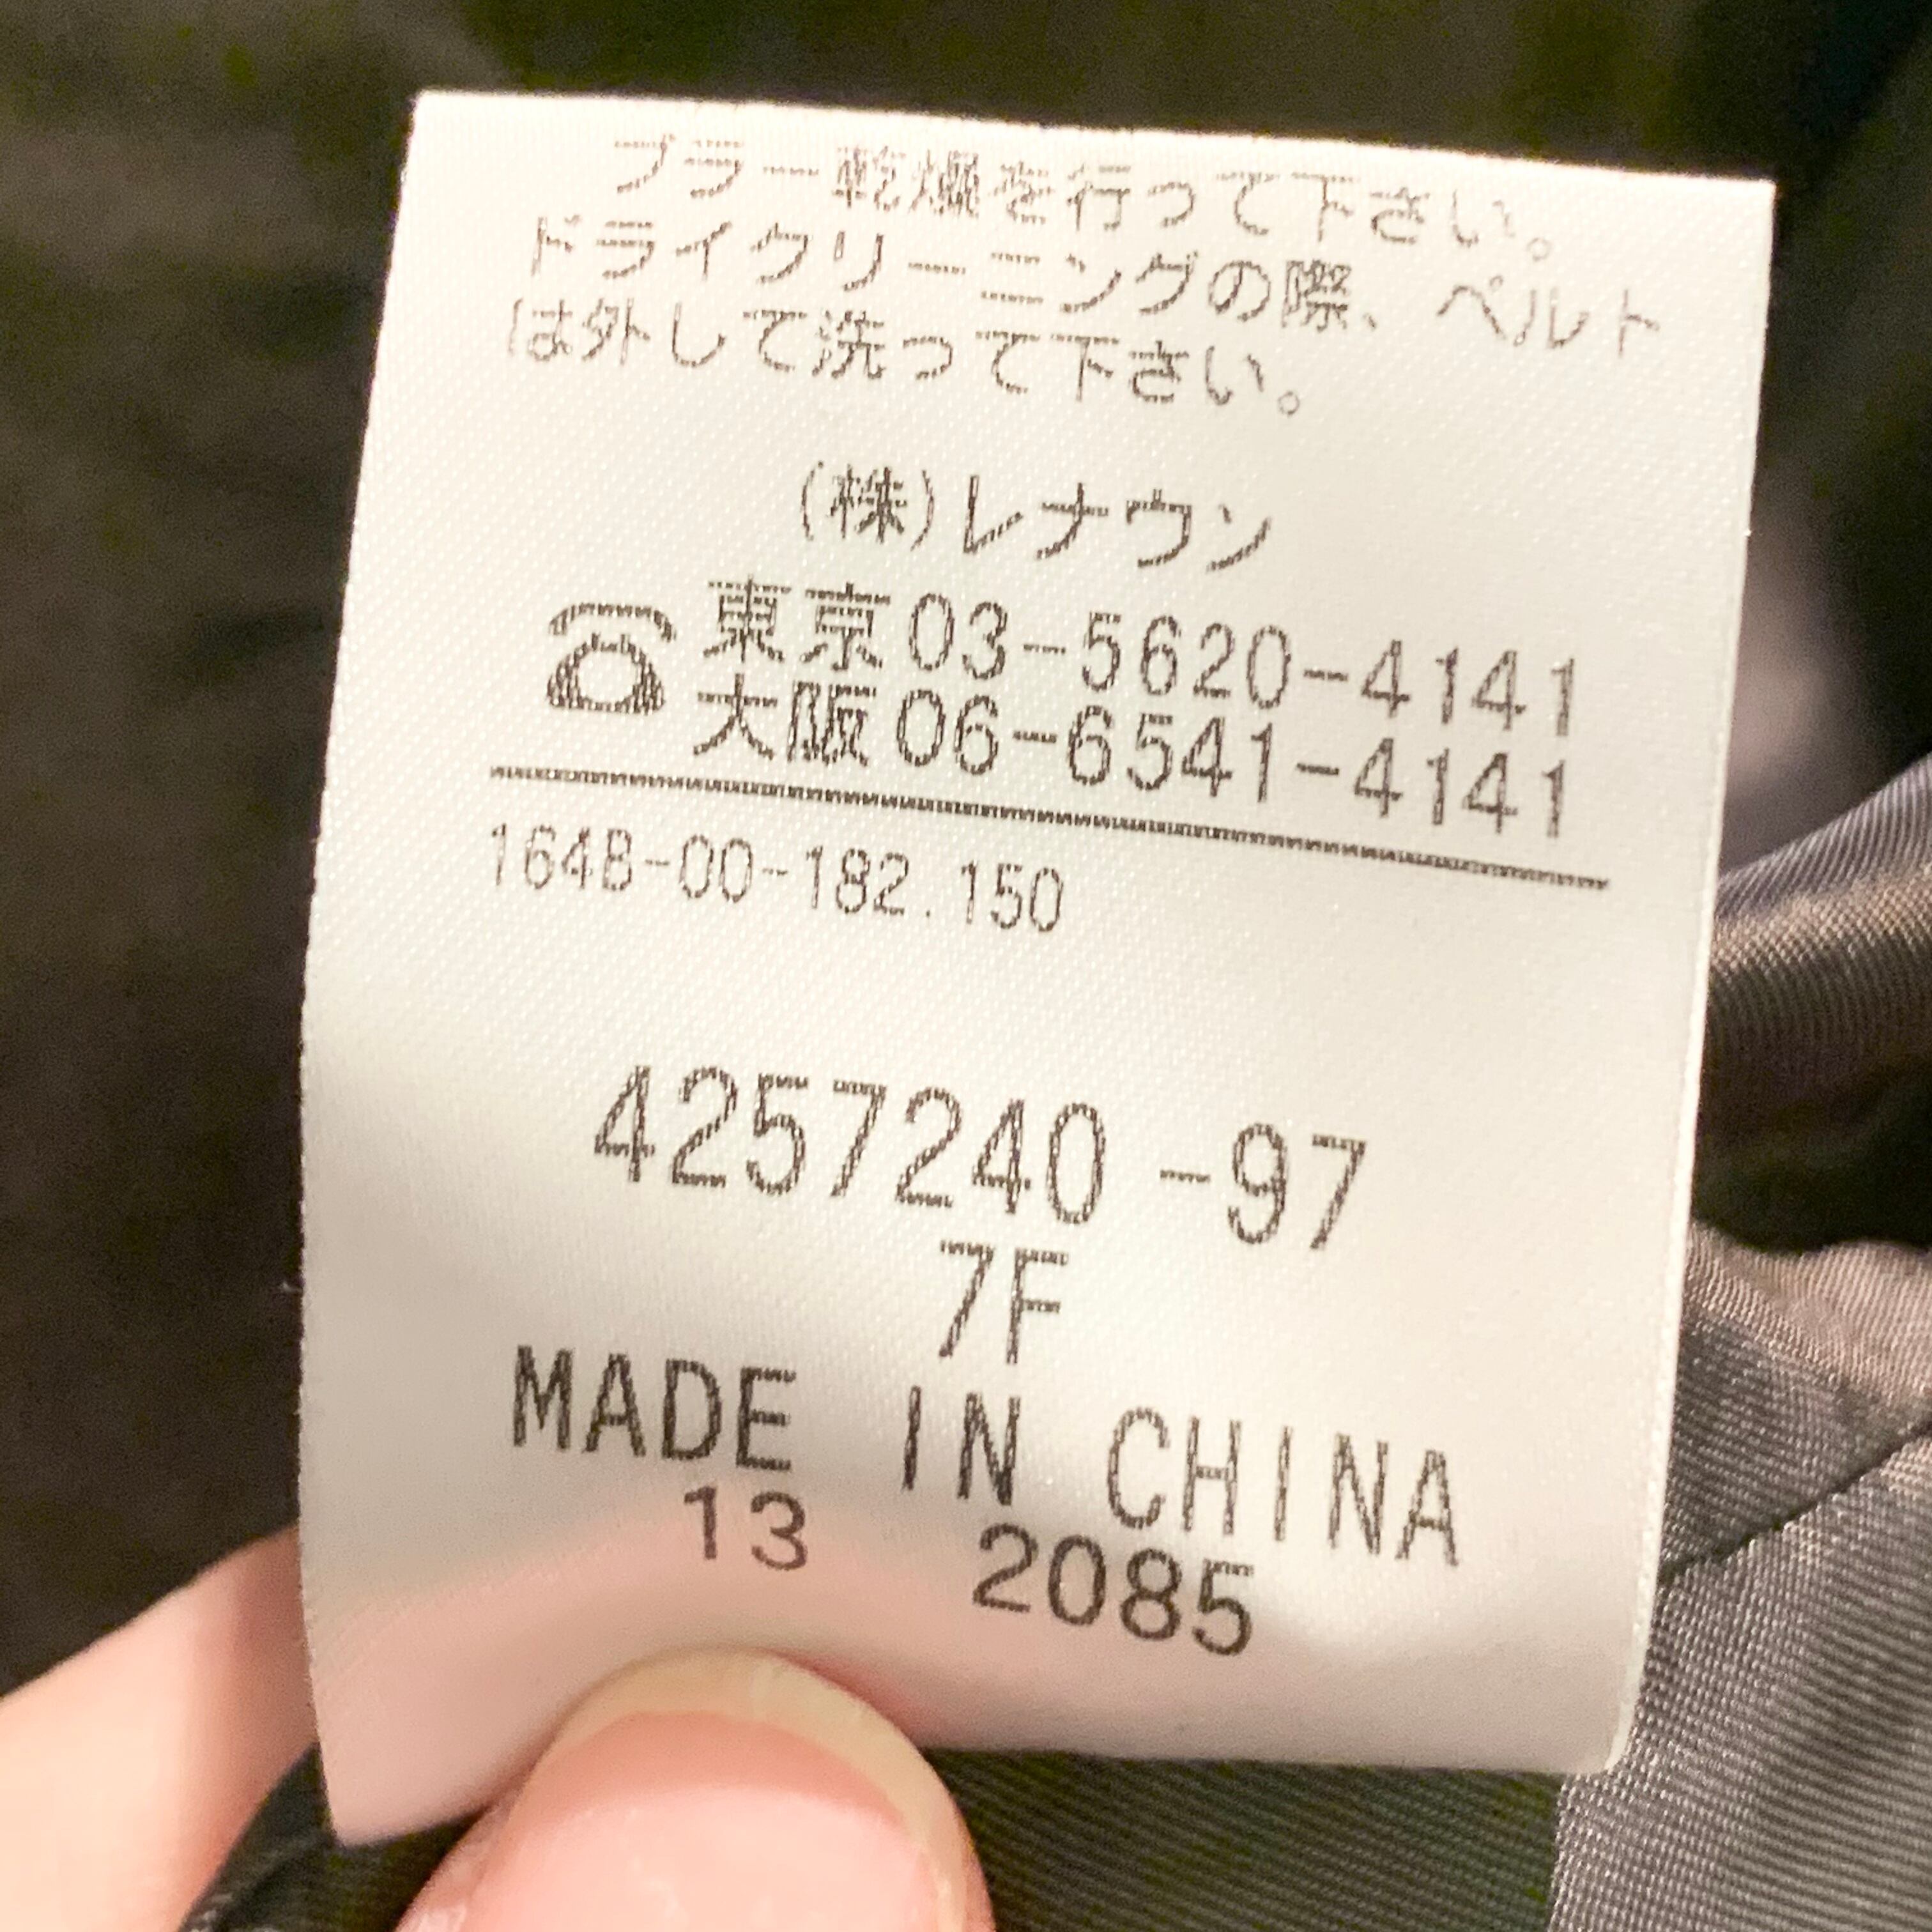 ブラー乾燥を行って下さい。
ドライクリーニングの際、ベルト
は外して洗って下さい。
(株)レナウン
☎東京03-5620-4141
大阪06-6541-4141
164B-00-182.150
4257240-97
7F
MADE IN CHINA
13 2085